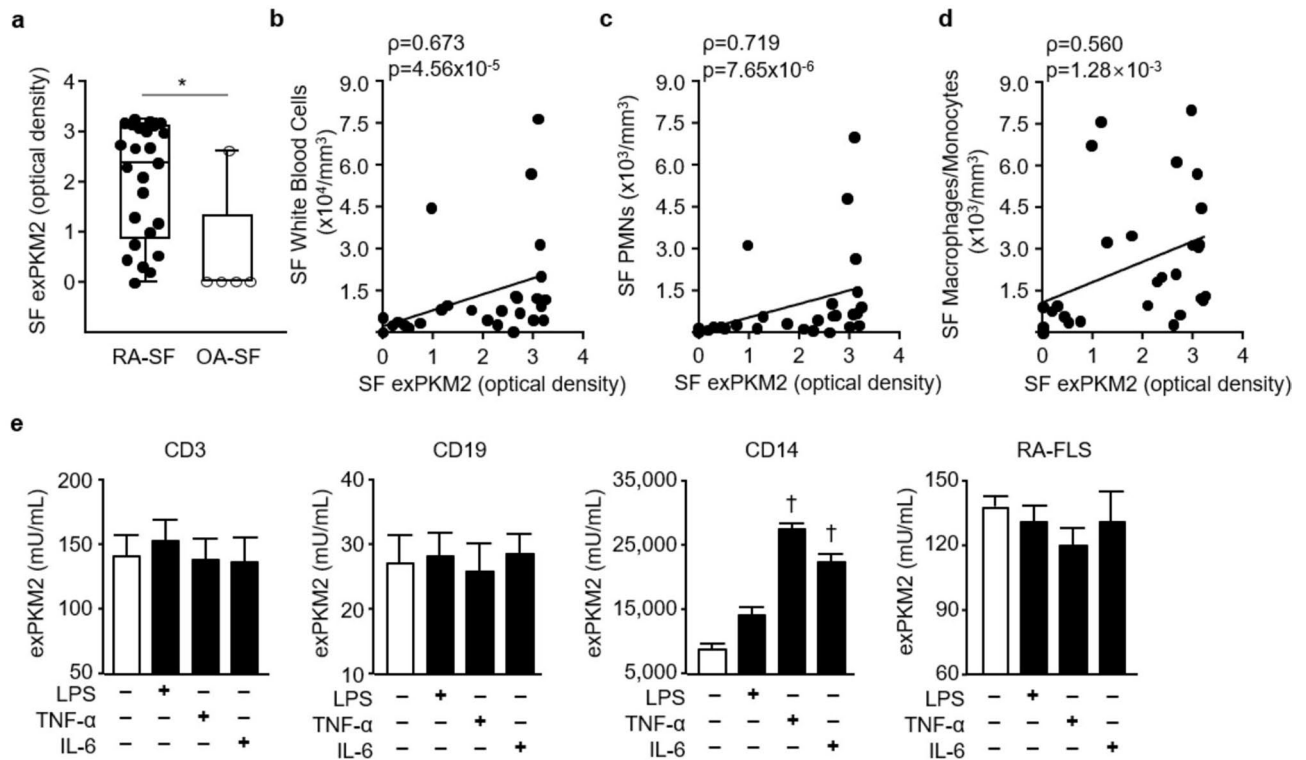 a
SF exPKM2 (optical density)
4
3
2
1
0
*
RA-SF OA-SF
b
ρ=0.673
p=4.56x10-5
SF White Blood Cells
(x10⁴/mm³)
9.0
7.5
6.0
4.5
3.0
1.5
0 1 2 3 4
SF exPKM2 (optical density)
c
ρ=0.719
p=7.65x10-6
SF PMNs (x10³/mm³)
9.0
7.5
6.0
4.5
3.0
1.5
0 1 2 3 4
SF exPKM2 (optical density)
d
ρ=0.560
p=1.28×10-3
SF Macrophages/Monocytes
(x10³/mm³)
9.0
7.5
6.0
4.5
3.0
1.5
0 1 2 3 4
SF exPKM2 (optical density)
e
CD3
exPKM2 (mU/mL)
200
150
100
50
LPS − + − −
TNF-α − − + −
IL-6 − − − +
CD19
exPKM2 (mU/mL)
40
30
20
10
LPS − + − −
TNF-α − − + −
IL-6 − − − +
CD14
exPKM2 (mU/mL)
35,000
25,000
15,000
5,000
† †
LPS − + − −
TNF-α − − + −
IL-6 − − − +
RA-FLS
exPKM2 (mU/mL)
150
120
90
60
LPS − + − −
TNF-α − − + −
IL-6 − − − +